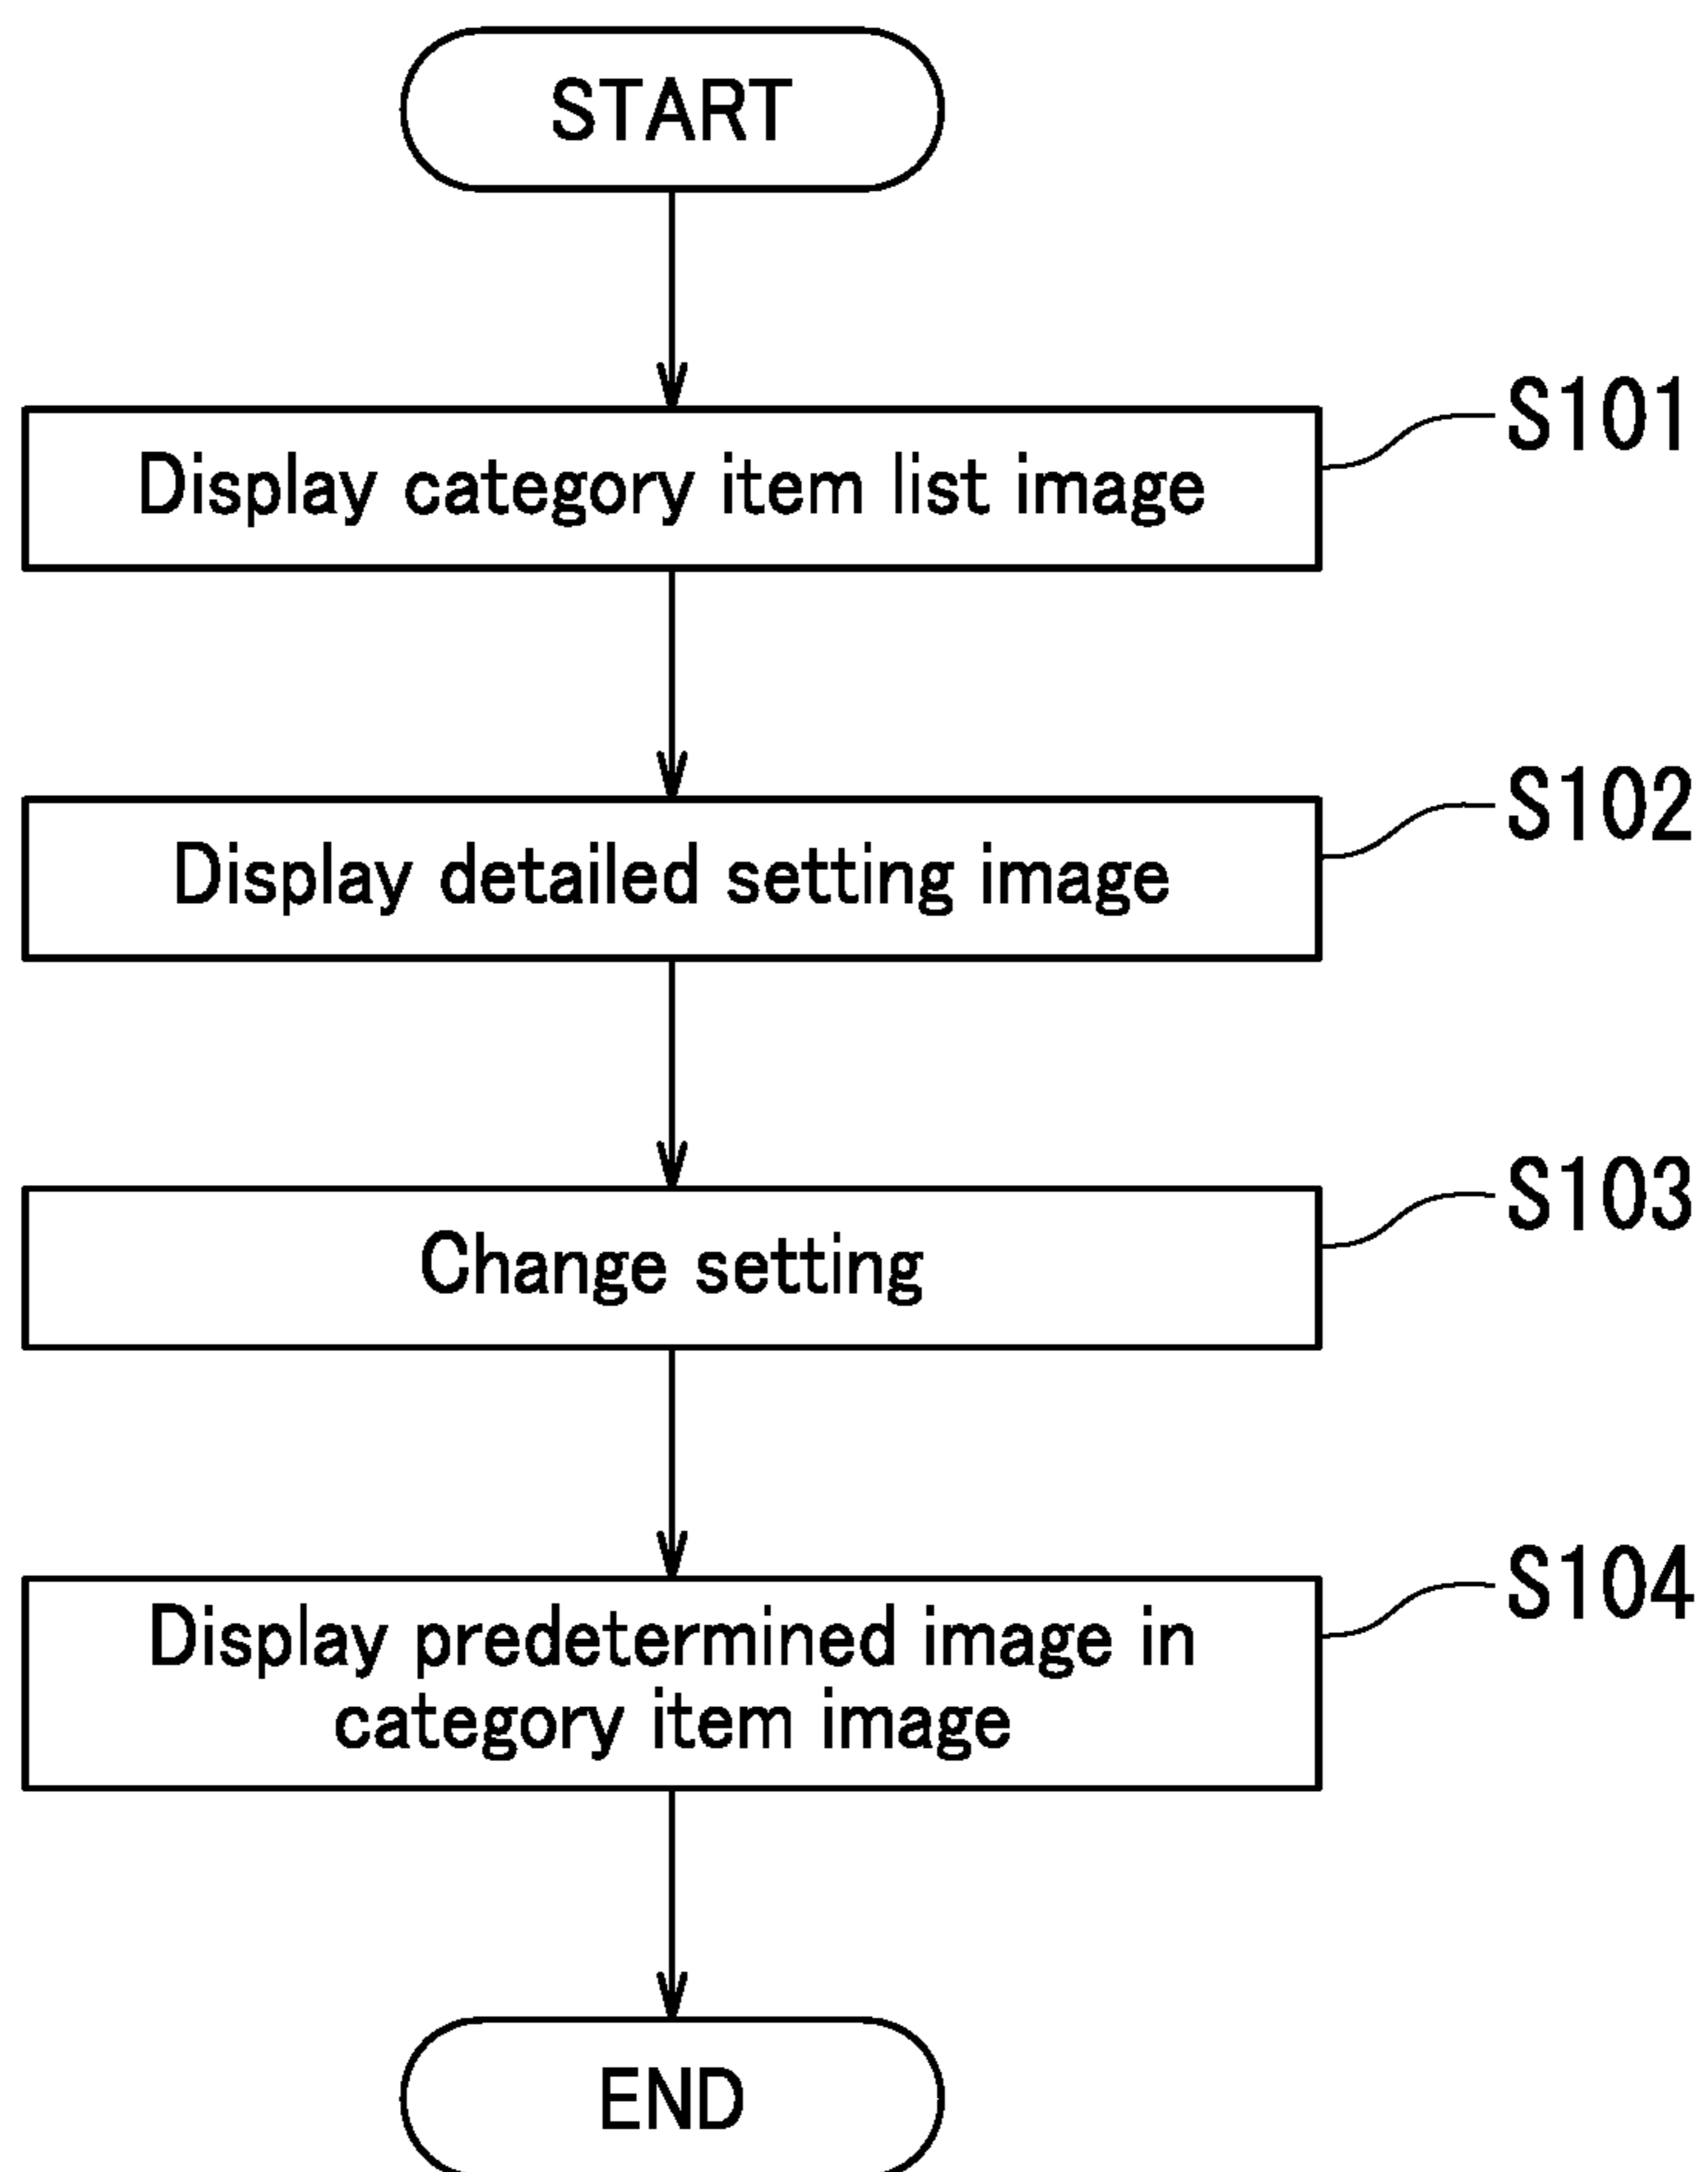 START
S101
Display category item list image
S102
Display detailed setting image
S103
Change setting
S104
Display predetermined image in
category item image
END